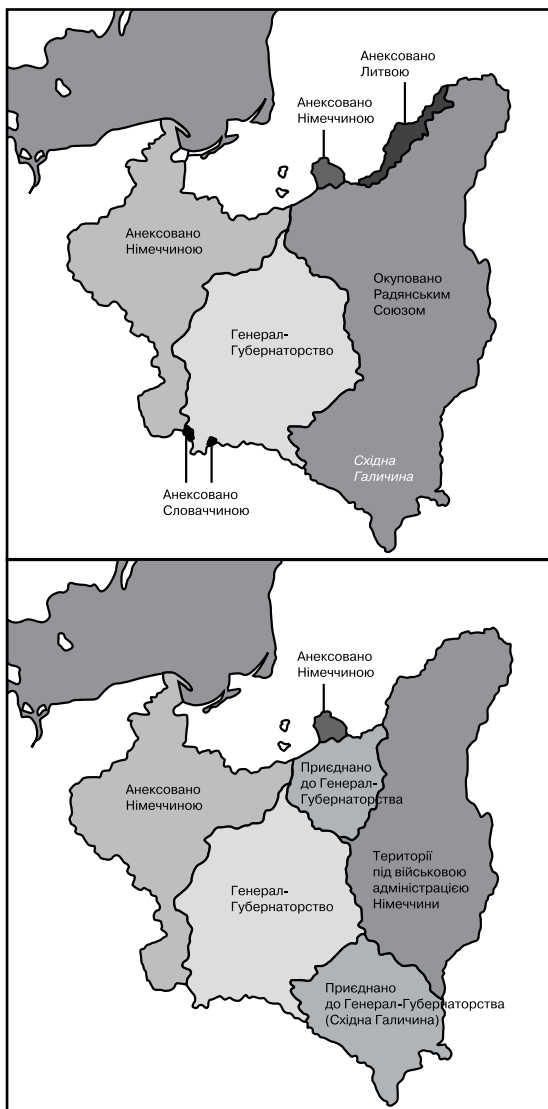 Анексовано
Литвою
Анексовано
Німеччиною
Анексовано
Німеччиною
Окуповано
Радянським
Союзом
Генерал-
Губернаторство
Східна
Галичина
Анексовано
Словаччиною
Анексовано
Німеччиною
Приєднано
до Генерал-
Губернаторства
Анексовано
Німеччиною
Території
під військовою
адміністрацією
Німеччини
Генерал-
Губернаторство
Приєднано
до Генерал-Губернаторства
(Східна Галичина)